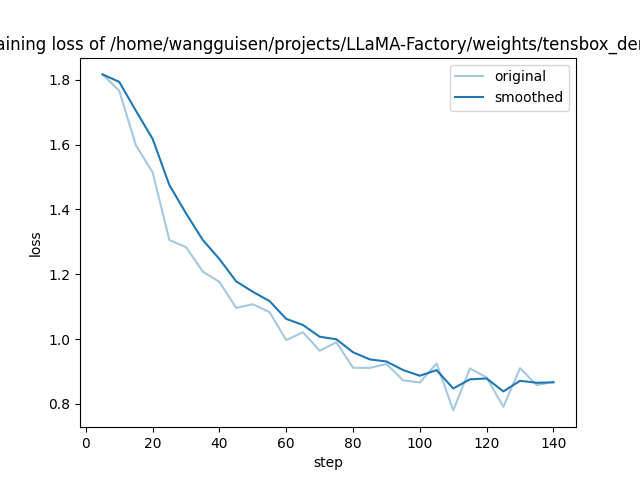 aining loss of /home/wangguisen/projects/LLaMA-Factory/weights/tensbox_de
original
smoothed
1.8
1.6
1.4
1.2
1.0
0.8
loss
0 20 40 60 80 100 120 140
step